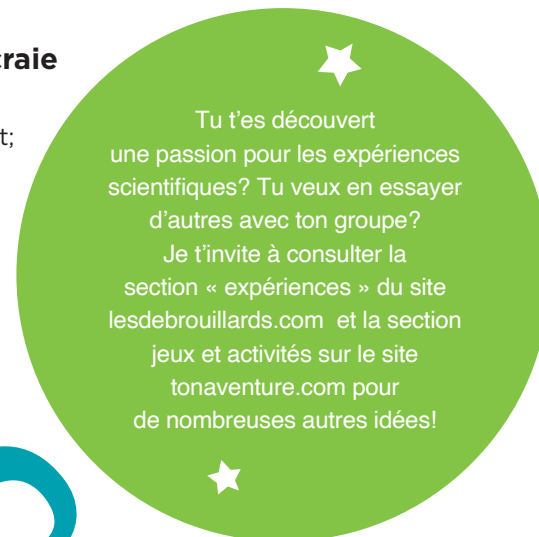 craie
t;
Tu t'es découvert
une passion pour les expériences
scientifiques? Tu veux en essayer
d'autres avec ton groupe?
Je t'invite à consulter la
section « expériences » du site
lesdebrouillards.com et la section
jeux et activités sur le site
tonaventure.com pour
de nombreuses autres idées!